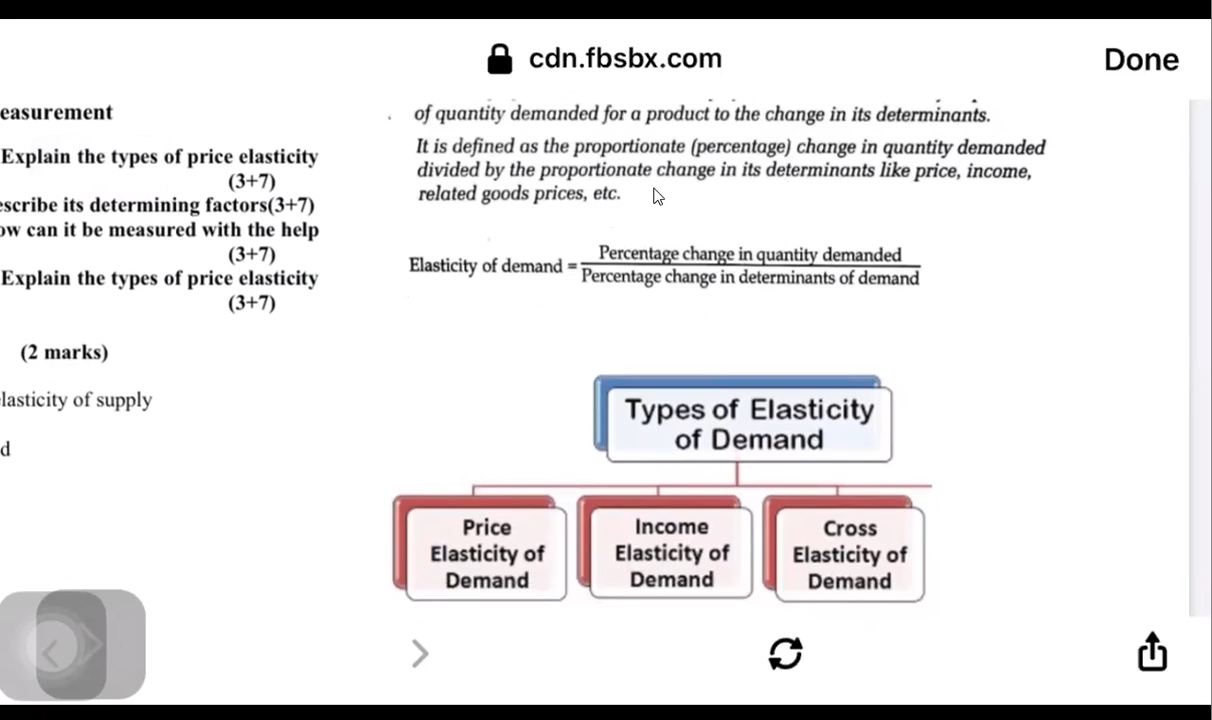 cdn.fbsbx.com
Done
easurement
Explain the types of price elasticity
(3+7)
escribe its determining factors(3+7)
ow can it be measured with the help
(3+7)
Explain the types of price elasticity
(3+7)
(2 marks)
lasticity of supply
d
of quantity demanded for a product to the change in its determinants.
It is defined as the proportionate (percentage) change in quantity demanded
divided by the proportionate change in its determinants like price, income,
related goods prices, etc.
Elasticity of demand = Percentage change in quantity demanded
Percentage change in determinants of demand
Types of Elasticity
of Demand
Price
Elasticity of
Demand
Income
Elasticity of
Demand
Cross
Elasticity of
Demand